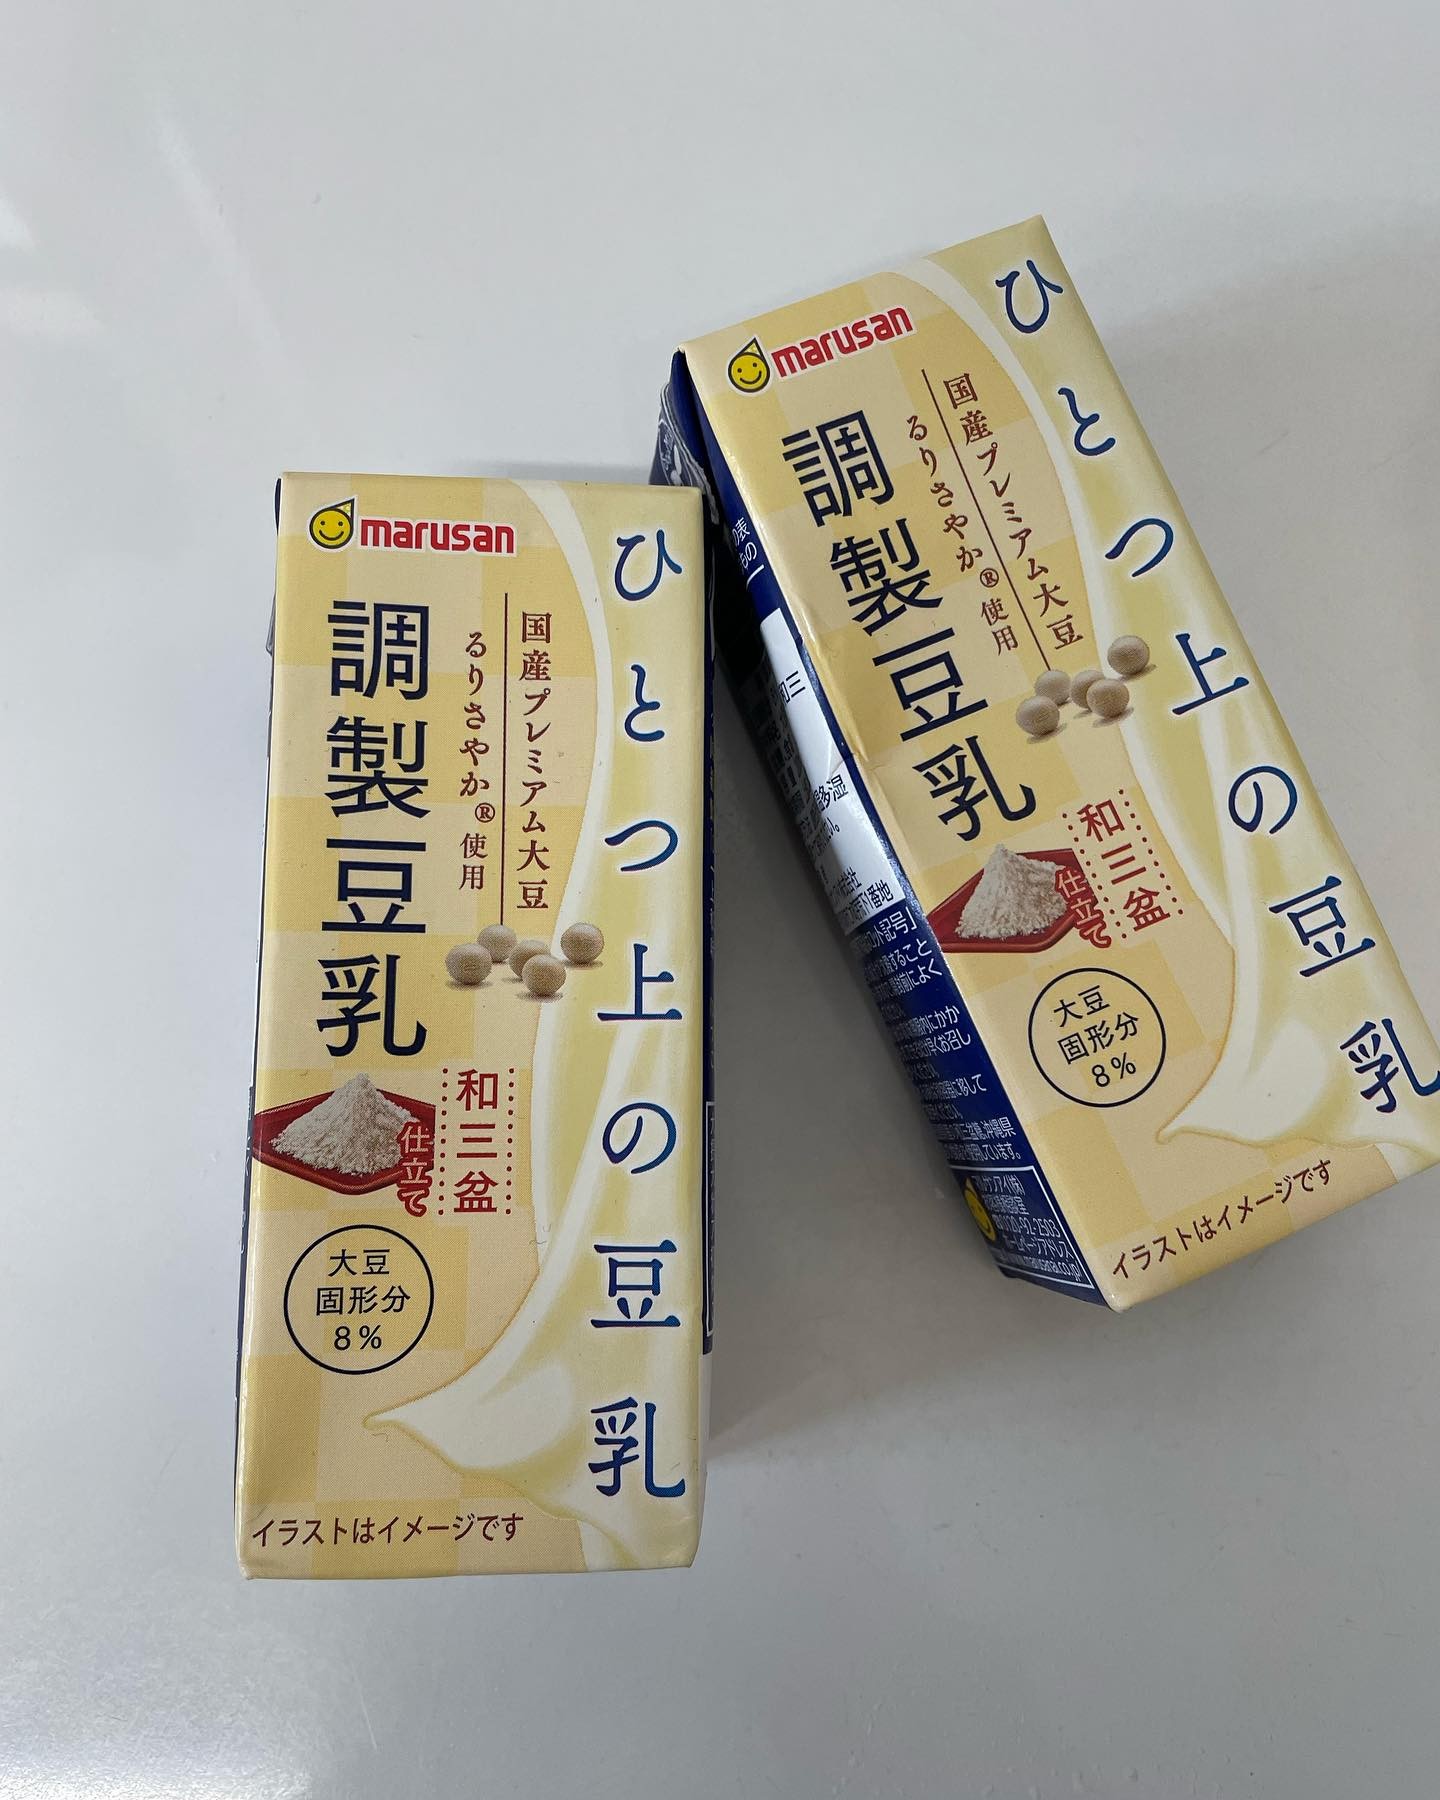 marusan
ひとつ上の豆乳
国産プレミアム大豆
るりさやか®使用
調製豆乳
和三盆
仕立て
大豆
固形分
8%
イラストはイメージです
marusan
ひとつ上の豆乳
国産プレミアム大豆
るりさやか®使用
調製豆乳
和三盆
仕立て
大豆
固形分
8%
イラストはイメージです